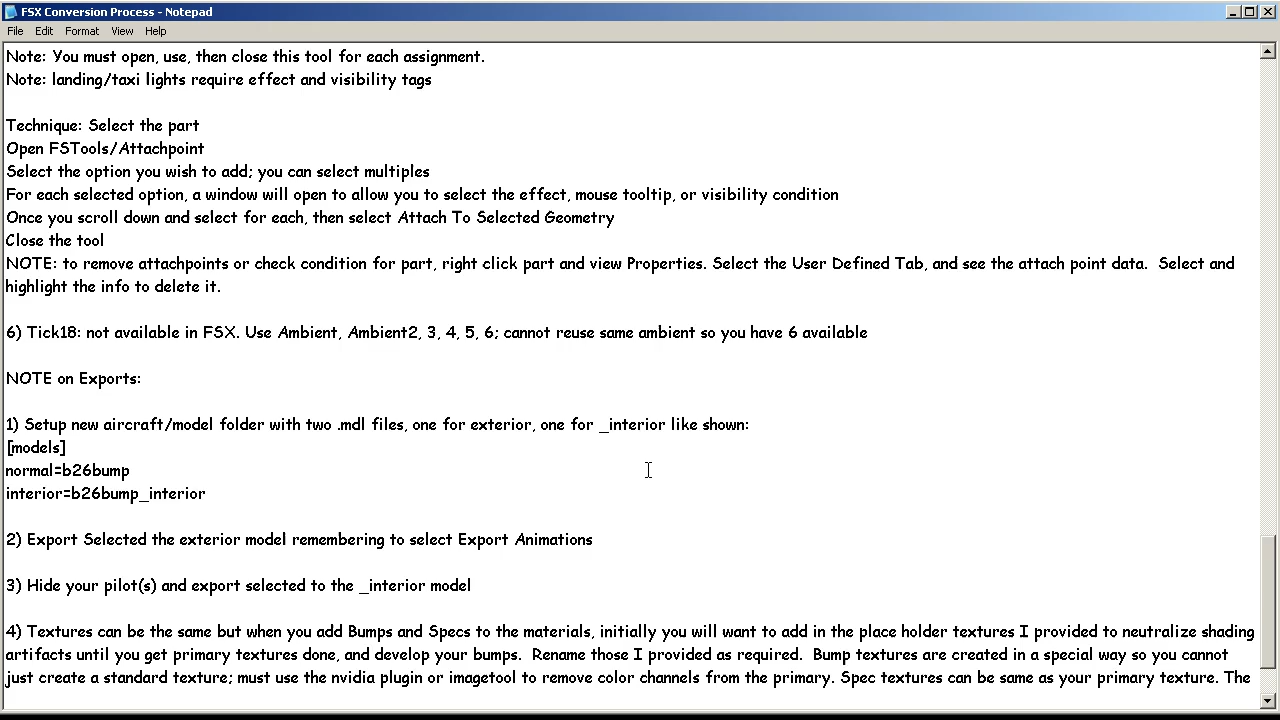 FSX Conversion Process - Notepad
File Edit Format View Help
Note: You must open, use, then close this tool for each assignment.
Note: landing/taxi lights require effect and visibility tags
Technique: Select the part
Open FSTools/Attachpoint
Select the option you wish to add; you can select multiples
For each selected option, a window will open to allow you to select the effect, mouse tooltip, or visibility condition
Once you scroll down and select for each, then select Attach To Selected Geometry
Close the tool
NOTE: to remove attachpoints or check condition for part, right click part and view Properties. Select the User Defined Tab, and see the attach point data.  Select and
highlight the info to delete it.
6) Tick18: not available in FSX. Use Ambient, Ambient2, 3, 4, 5, 6; cannot reuse same ambient so you have 6 available
NOTE on Exports:
1) Setup new aircraft/model folder with two .mdl files, one for exterior, one for _interior like shown:
[models]
normal=b26bump
interior=b26bump_interior
2) Export Selected the exterior model remembering to select Export Animations
3) Hide your pilot(s) and export selected to the _interior model
4) Textures can be the same but when you add Bumps and Specs to the materials, initially you will want to add in the place holder textures I provided to neutralize shading
artifacts until you get primary textures done, and develop your bumps.  Rename those I provided as required.  Bump textures are created in a special way so you cannot
just create a standard texture; must use the nvidia plugin or imagetool to remove color channels from the primary. Spec textures can be same as your primary texture. The